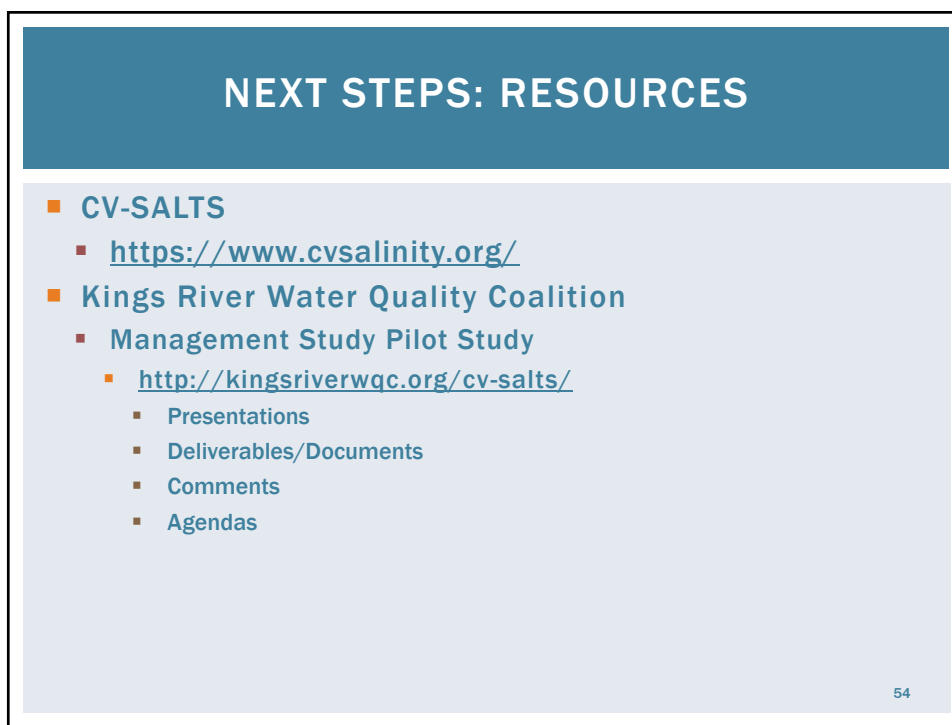 NEXT STEPS: RESOURCES
CV-SALTS
https://www.cvsalinity.org/
Kings River Water Quality Coalition
Management Study Pilot Study
http://kingsriverwqc.org/cv-salts/
Presentations
Deliverables/Documents
Comments
Agendas
54